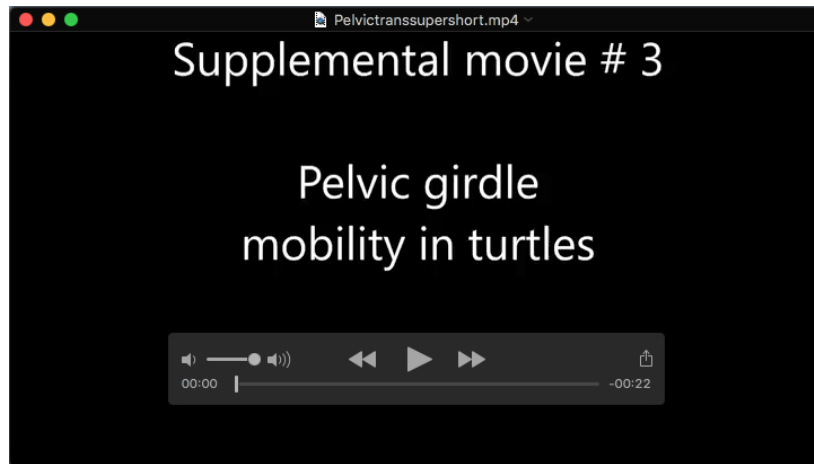 Pelvictranssupershort.mp4
Supplemental movie # 3
Pelvic girdle
mobility in turtles
00:00
-00:22